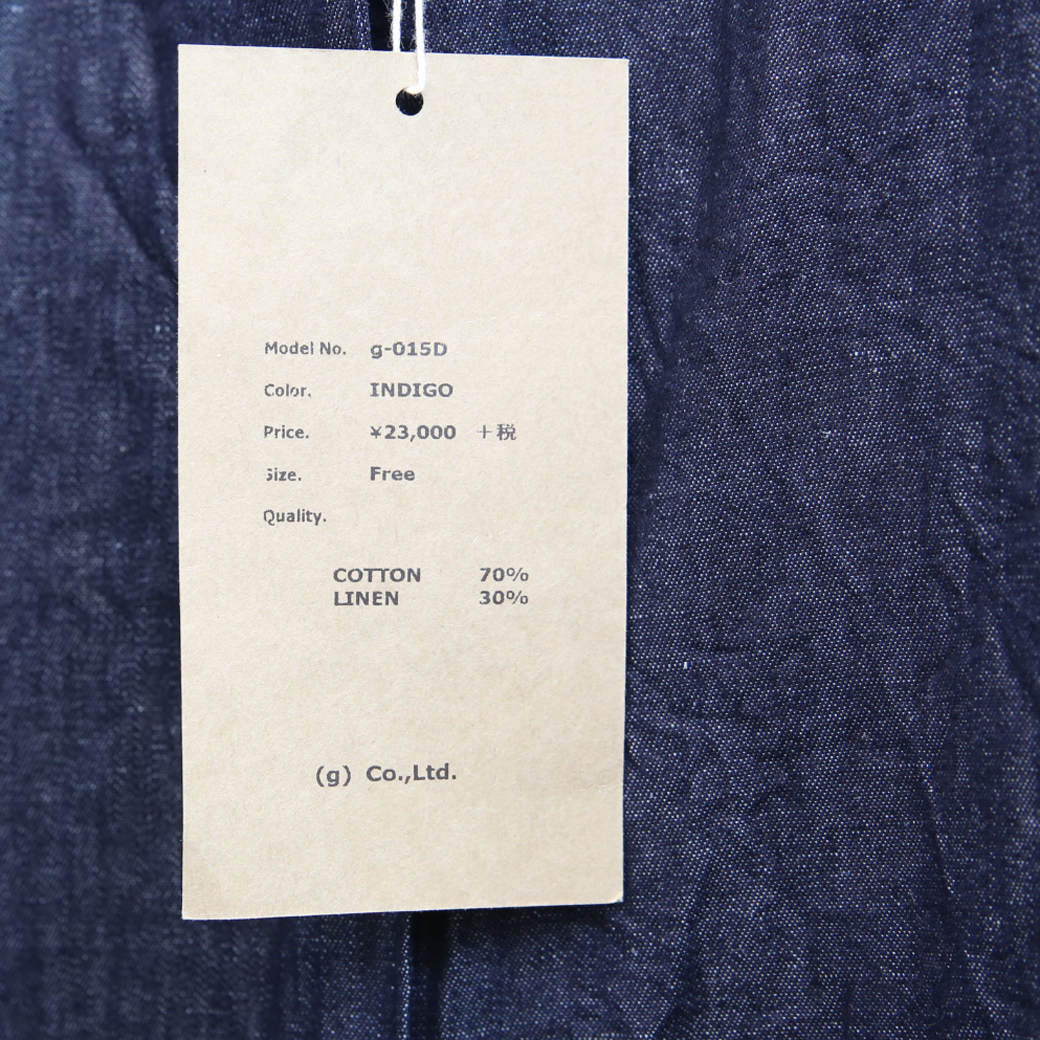 Model No. g-015D
Color. INDIGO
Price. ¥23,000 +税
Size. Free
Quality.
COTTON 70%
LINEN 30%
(g) Co.,Ltd.